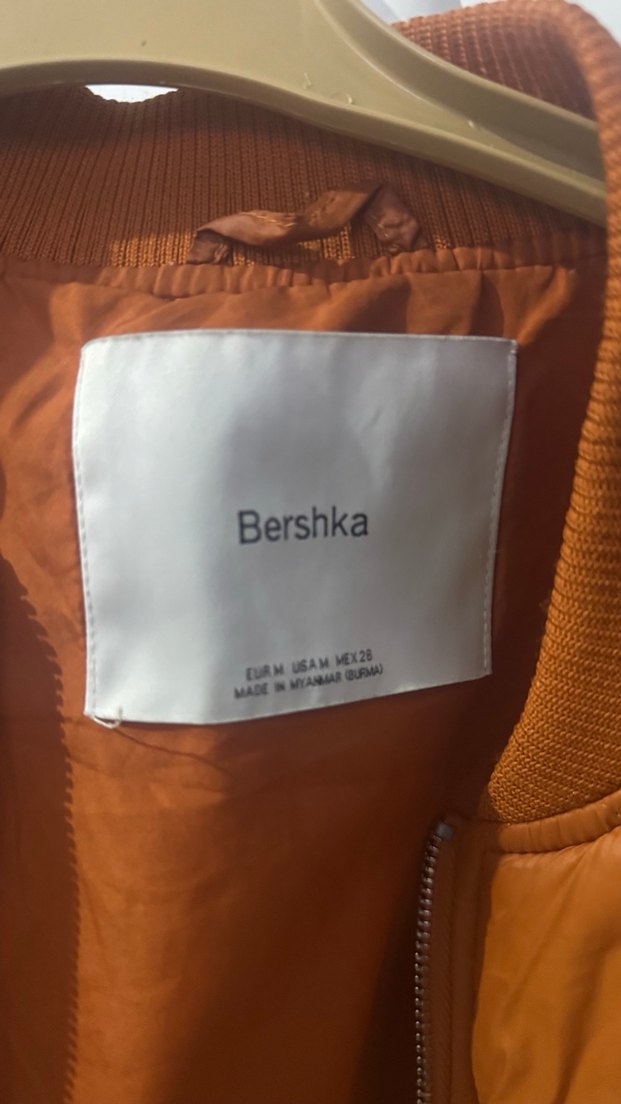 Bershka
EUR M USA M MEX 28
MADE IN MYANMAR (BURMA)